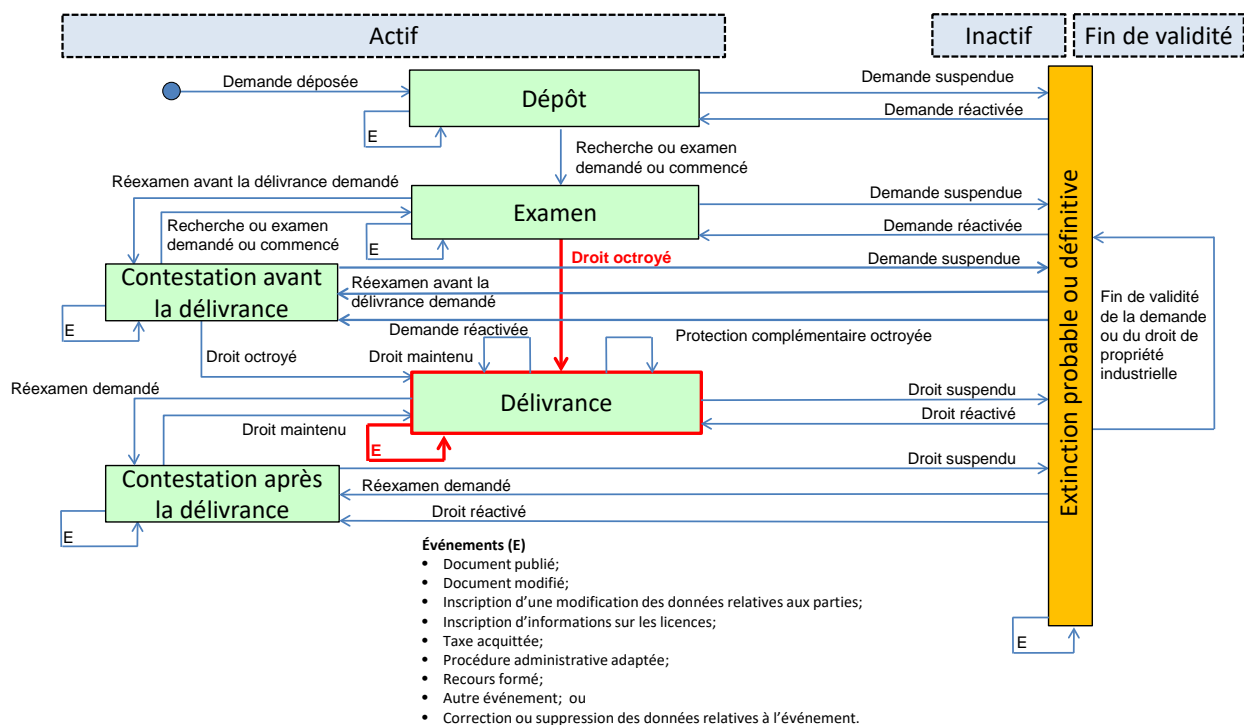 Actif
Inactif
Fin de validité
Demande déposée
Dépôt
Demande suspendue
Demande réactivée
E
Recherche ou examen
demandé ou commencé
Réexamen avant la délivrance demandé
Examen
Demande suspendue
Demande réactivée
Recherche ou examen
demandé ou commencé
E
Droit octroyé
Contestation avant
la délivrance
Demande suspendue
Réexamen avant la
délivrance demandé
E
Demande réactivée
Protection complémentaire octroyée
Droit octroyé
Droit maintenu
Fin de validité
de la demande
ou du droit de
propriété
industrielle
Extinction probable ou définitive
Réexamen demandé
Délivrance
Droit suspendu
Droit réactivé
Droit maintenu
E
Contestation après
la délivrance
Droit suspendu
Réexamen demandé
Droit réactivé
E
Événements (E)
• Document publié;
• Document modifié;
• Inscription d’une modification des données relatives aux parties;
• Inscription d’informations sur les licences;
• Taxe acquittée;
• Procédure administrative adaptée;
• Recours formé;
• Autre événement; ou
• Correction ou suppression des données relatives à l’événement.
E